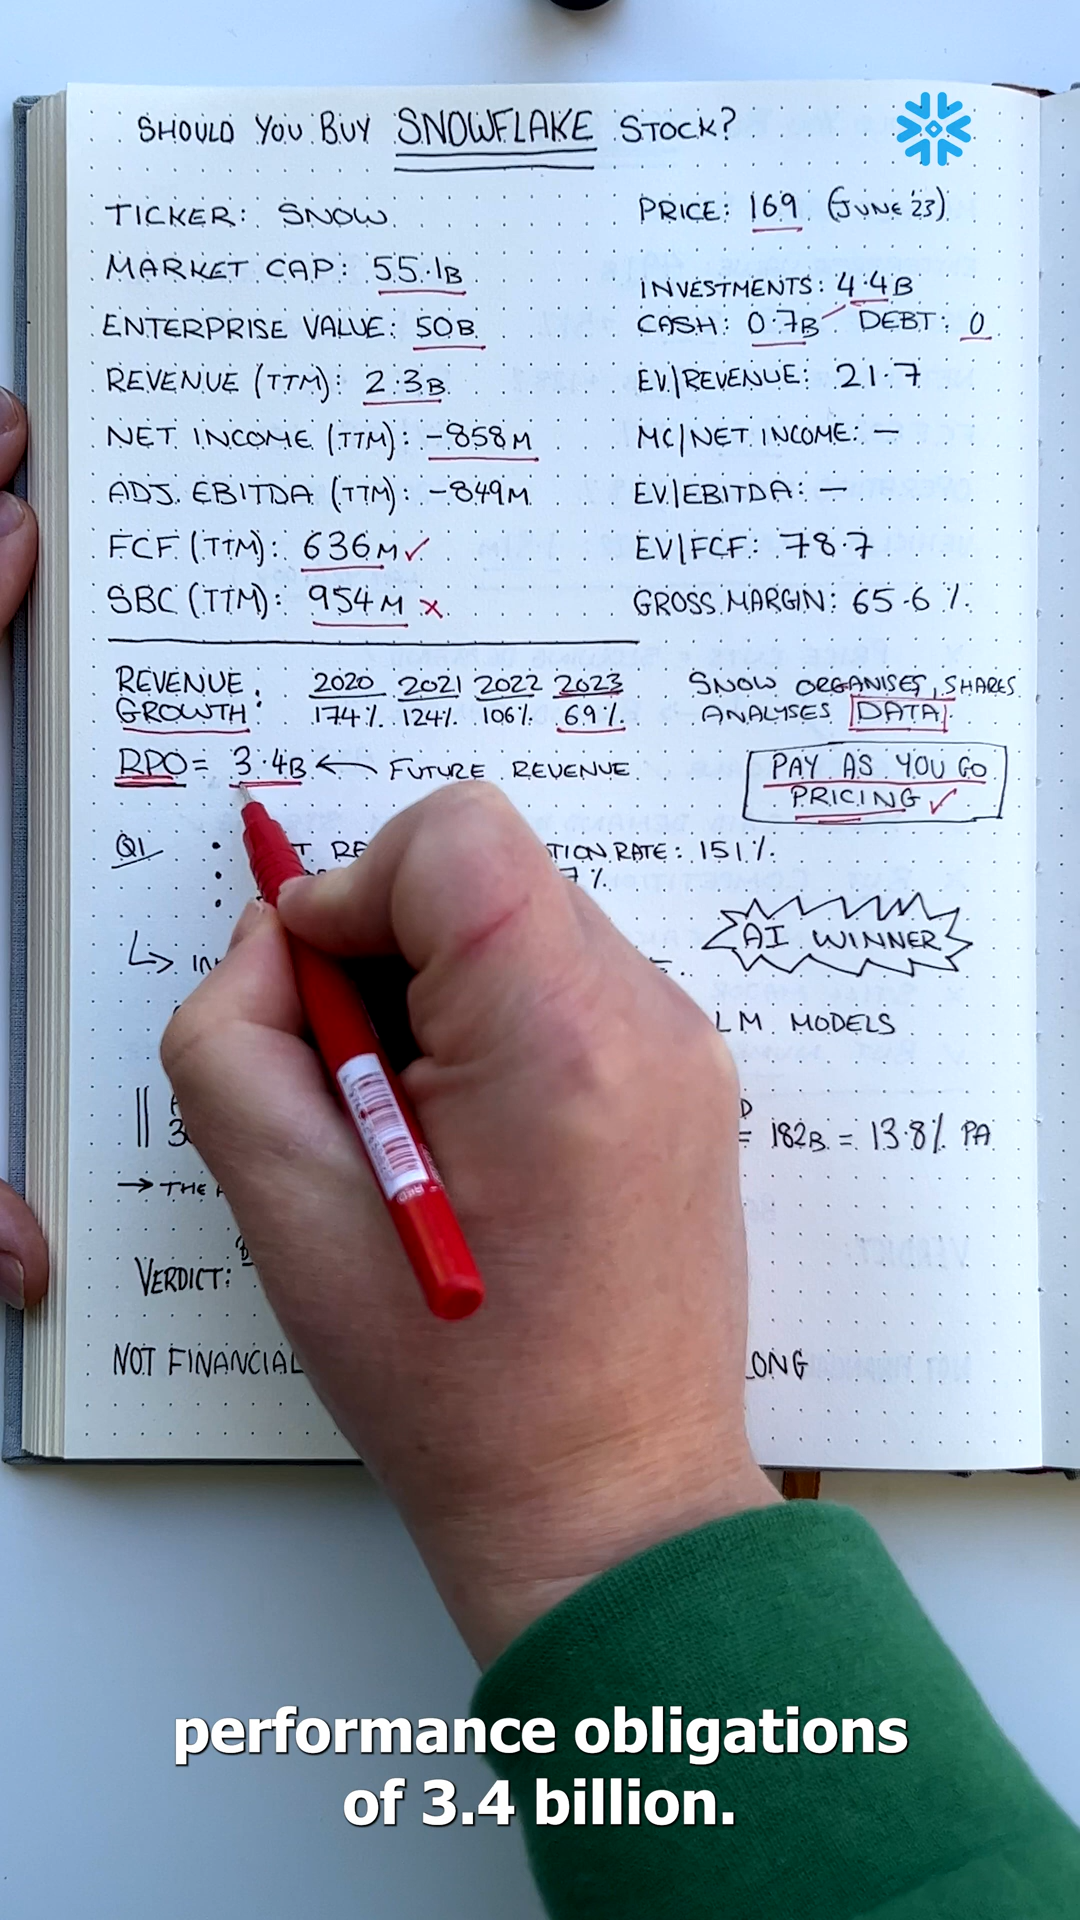 SHOULD YOU BUY SNOWFLAKE STOCK?
TICKER: SNOW
PRICE: 169 (JUNE '23)
MARKET CAP: 55.1B
INVESTMENTS: 4.4B
ENTERPRISE VALUE: 50B
CASH: 0.7B DEBT: 0
REVENUE (TTM): 2.3B
EV/REVENUE: 21.7
NET INCOME (TTM): -858M
MC/NET INCOME: -
ADJ. EBITDA (TTM): -849M
EV/EBITDA: -
FCF (TTM): 636M ✓
EV/FCF: 78.7
SBC (TTM): 954M x
GROSS MARGIN: 65.6%
REVENUE GROWTH: 2020 2021 2022 2023
174% 124% 106% 69%
SNOW ORGANISES, SHARES
ANALYSES DATA
RPO = 3.4B ← FUTURE REVENUE
PAY AS YOU GO
PRICING ✓
Q1
• T RE TION RATE: 151%
• 7%
•
↳ IN
AI WINNER
LM MODELS
= 182B = 13.8% PA
→ THE
VERDICT:
NOT FINANCIAL LONG
performance obligations
of 3.4 billion.